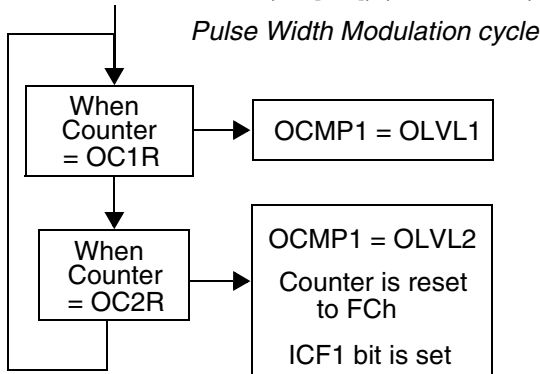 Pulse Width Modulation cycle
When
Counter
= OC1R
OCMP1 = OLVL1
When
Counter
= OC2R
OCMP1 = OLVL2
Counter is reset
to FCh
ICF1 bit is set